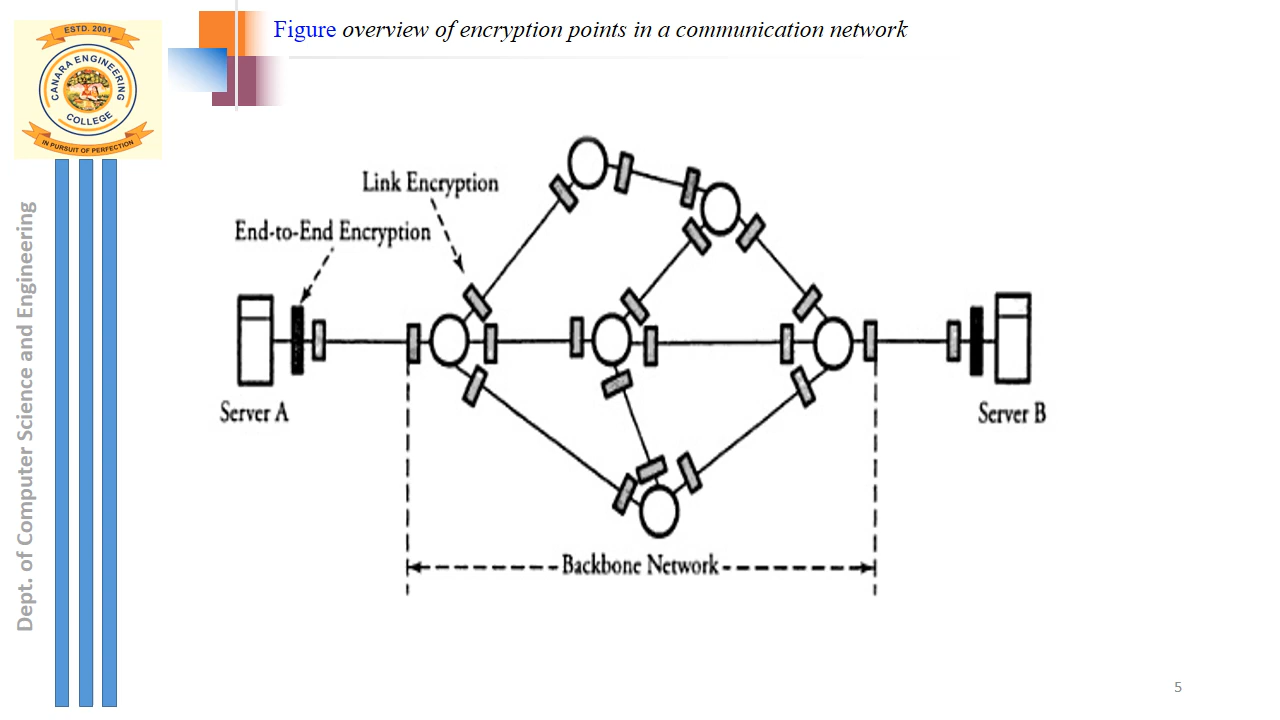 Figure overview of encryption points in a communication network
ESTD. 2001
CANARA ENGINEERING
COLLEGE
IN PURSUIT OF PERFECTION
Dept. of Computer Science and Engineering
Link Encryption
End-to-End Encryption
Server A
Server B
Backbone Network
5